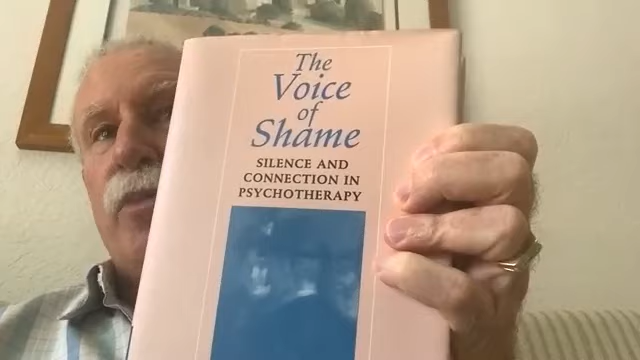 The
Voice
of
Shame
SILENCE AND
CONNECTION IN
PSYCHOTHERAPY